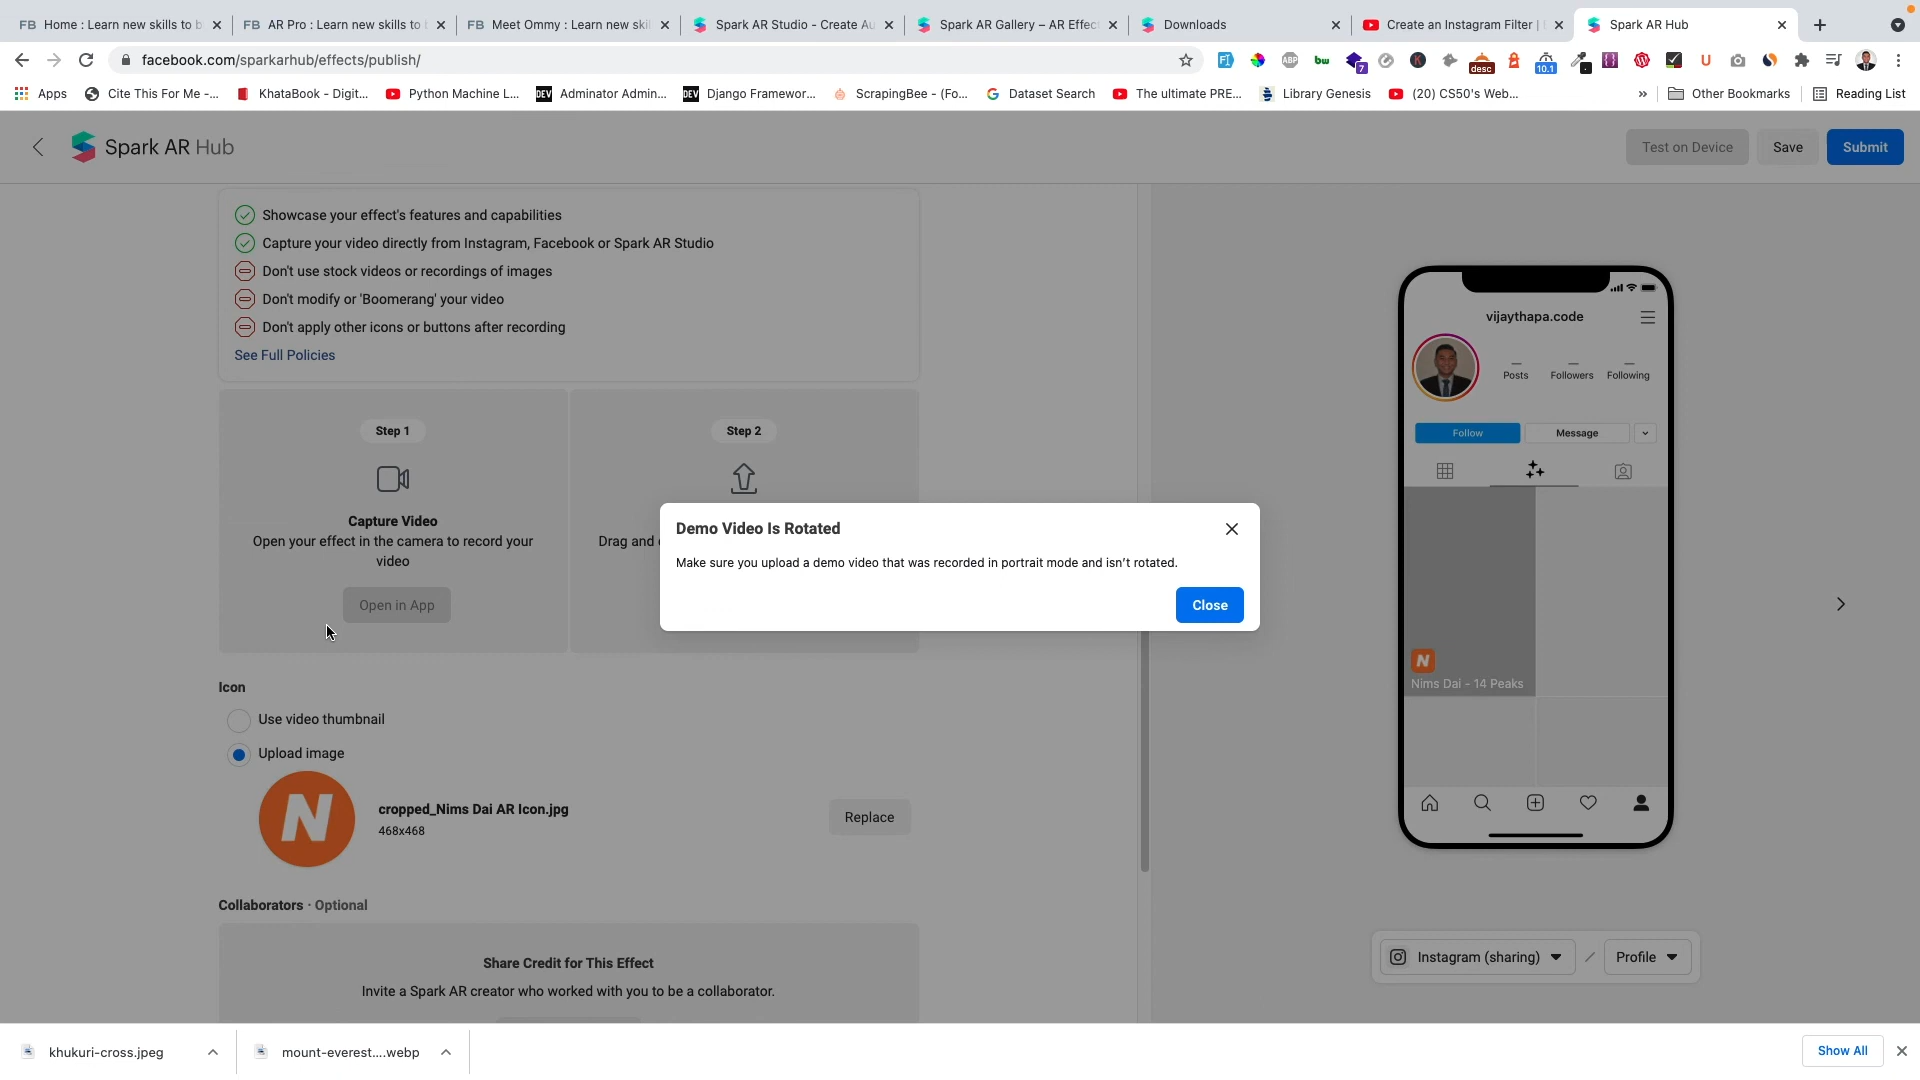 FB Home : Learn new skills to b
FB AR Pro : Learn new skills to
FB Meet Ommy : Learn new ski
Spark AR Studio - Create Au
Spark AR Gallery – AR Effec
Downloads
Create an Instagram Filter |
Spark AR Hub
facebook.com/sparkarhub/effects/publish/
ABP
bw
7
desc
10.1
Apps
Cite This For Me -...
KhataBook - Digit...
Python Machine L...
DEV Adminator Admin...
DEV Django Framewor...
ScrapingBee - (Fo...
Dataset Search
The ultimate PRE...
Library Genesis
(20) CS50's Web...
»
Other Bookmarks
Reading List
Spark AR Hub
Test on Device
Save
Submit
Showcase your effect's features and capabilities
Capture your video directly from Instagram, Facebook or Spark AR Studio
Don't use stock videos or recordings of images
Don't modify or 'Boomerang' your video
Don't apply other icons or buttons after recording
See Full Policies
Step 1
Capture Video
Open your effect in the camera to record your
video
Open in App
Step 2
Drag and
Demo Video Is Rotated
Make sure you upload a demo video that was recorded in portrait mode and isn't rotated.
Close
Icon
Use video thumbnail
Upload image
N
cropped_Nims Dai AR Icon.jpg
468x468
Replace
Collaborators · Optional
Share Credit for This Effect
Invite a Spark AR creator who worked with you to be a collaborator.
vijaythapa.code
Posts
Followers
Following
Follow
Message
N
Nims Dai - 14 Peaks
Instagram (sharing)
/
Profile
khukuri-cross.jpeg
mount-everest....webp
Show All